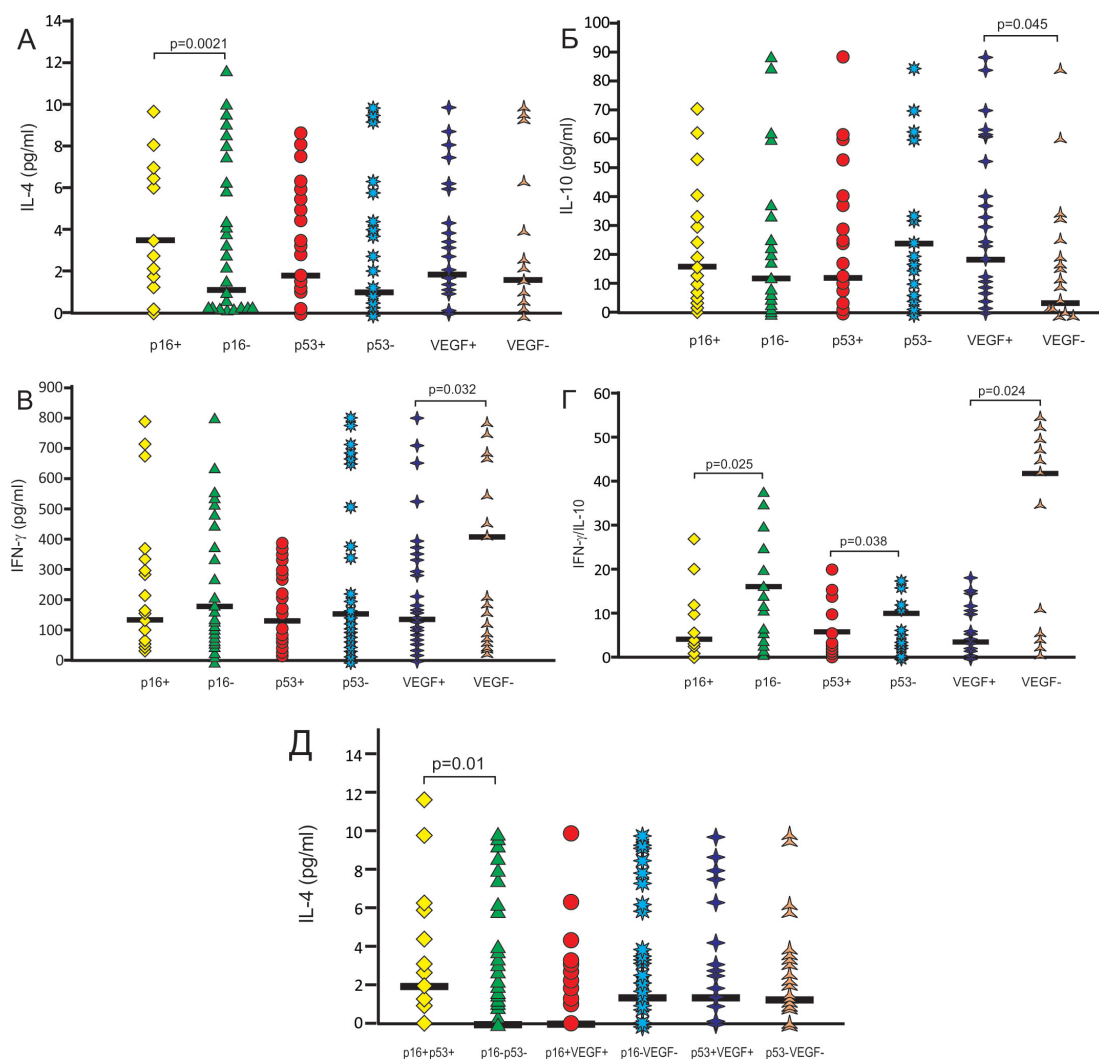 А
IL-4 (pg/ml)
14
12
10
8
6
4
2
0
p=0.0021
p16+ p16- p53+ p53- VEGF+ VEGF-
Б
IL-10 (pg/ml)
100
90
80
70
60
50
40
30
20
10
0
p=0.045
p16+ p16- p53+ p53- VEGF+ VEGF-
В
IFN-γ (pg/ml)
900
800
700
600
500
400
300
200
100
0
p=0.032
p16+ p16- p53+ p53- VEGF+ VEGF-
Г
IFN-γ/IL-10
60
50
40
30
20
10
0
p=0.025
p=0.038
p=0.024
p16+ p16- p53+ p53- VEGF+ VEGF-
Д
IL-4 (pg/ml)
14
12
10
8
6
4
2
0
p=0.01
p16+p53+ p16-p53- p16+VEGF+ p16-VEGF- p53+VEGF+ p53-VEGF-